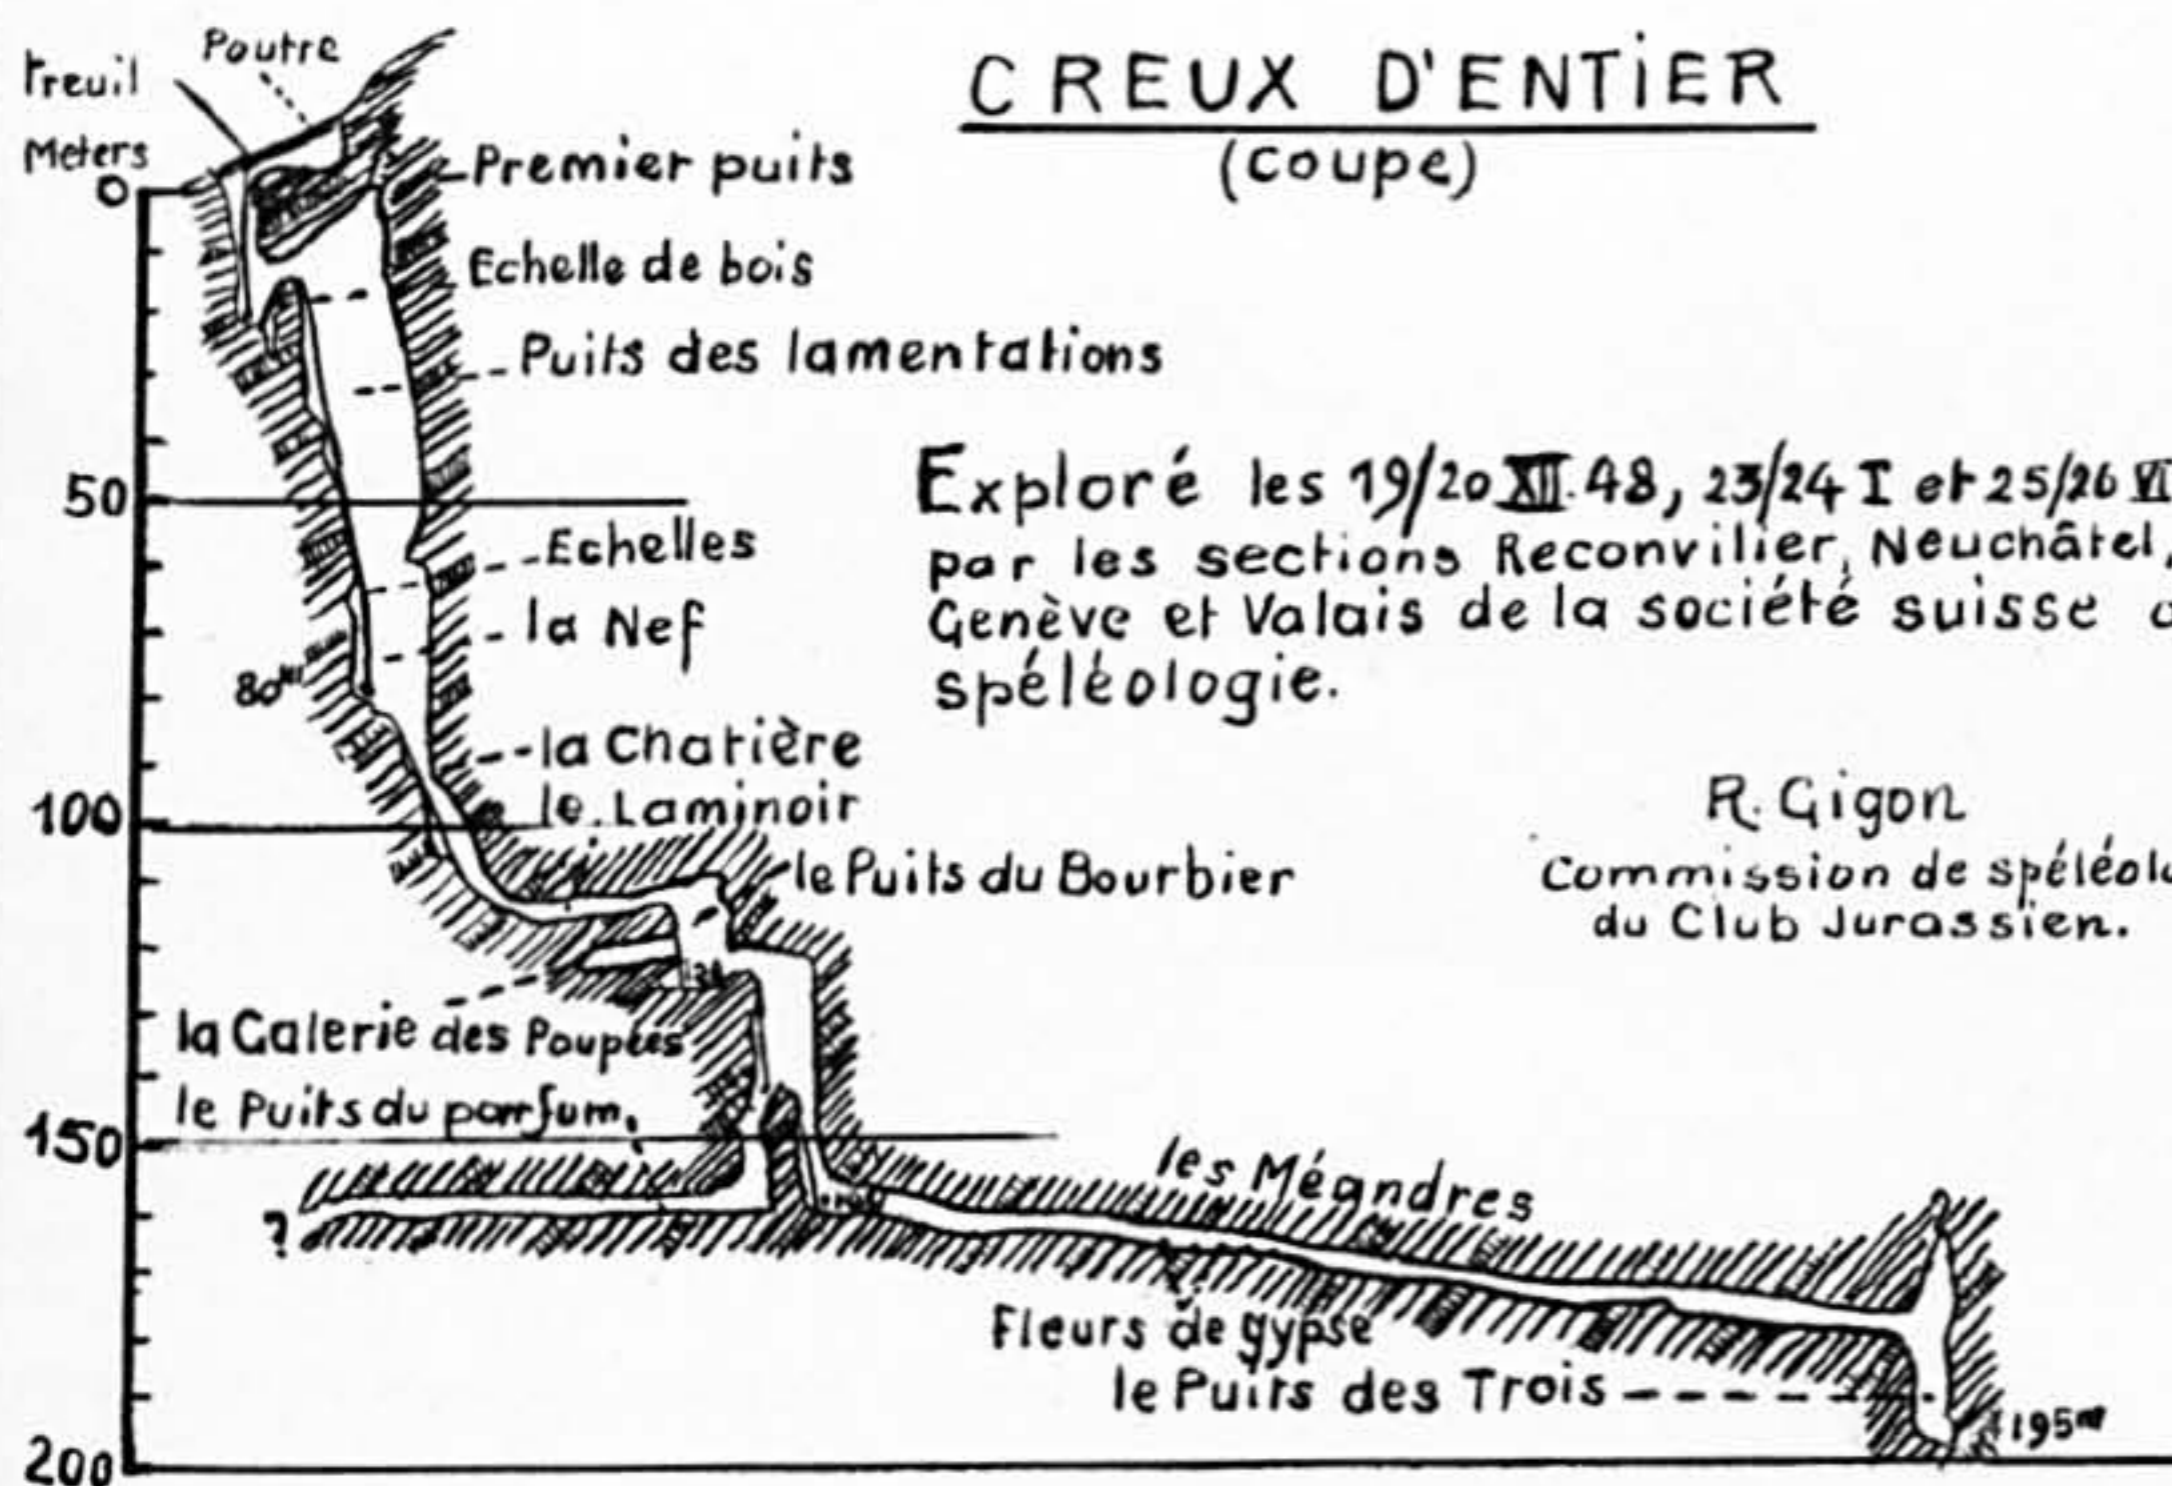 CREUX D'ENTiER
(coupe)
Treuil
Poutre
Meters
0
Premier puits
Echelle de bois
Puits des lamentations
50
Exploré les 19/20 XII.48, 23/24 I et 25/26 VI
par les sections Reconvilier, Neuchâtel,
Genève et Valais de la société suisse d
spéléologie.
Echelles
la Nef
80m
la Chatière
le Laminoir
100
R. Gigon
Commission de spéléolo
du Club Jurassien.
le Puits du Bourbier
la Galerie des Poupées
le Puits du parfum
150
les Méandres
?
Fleurs de gypse
le Puits des Trois
195m
200